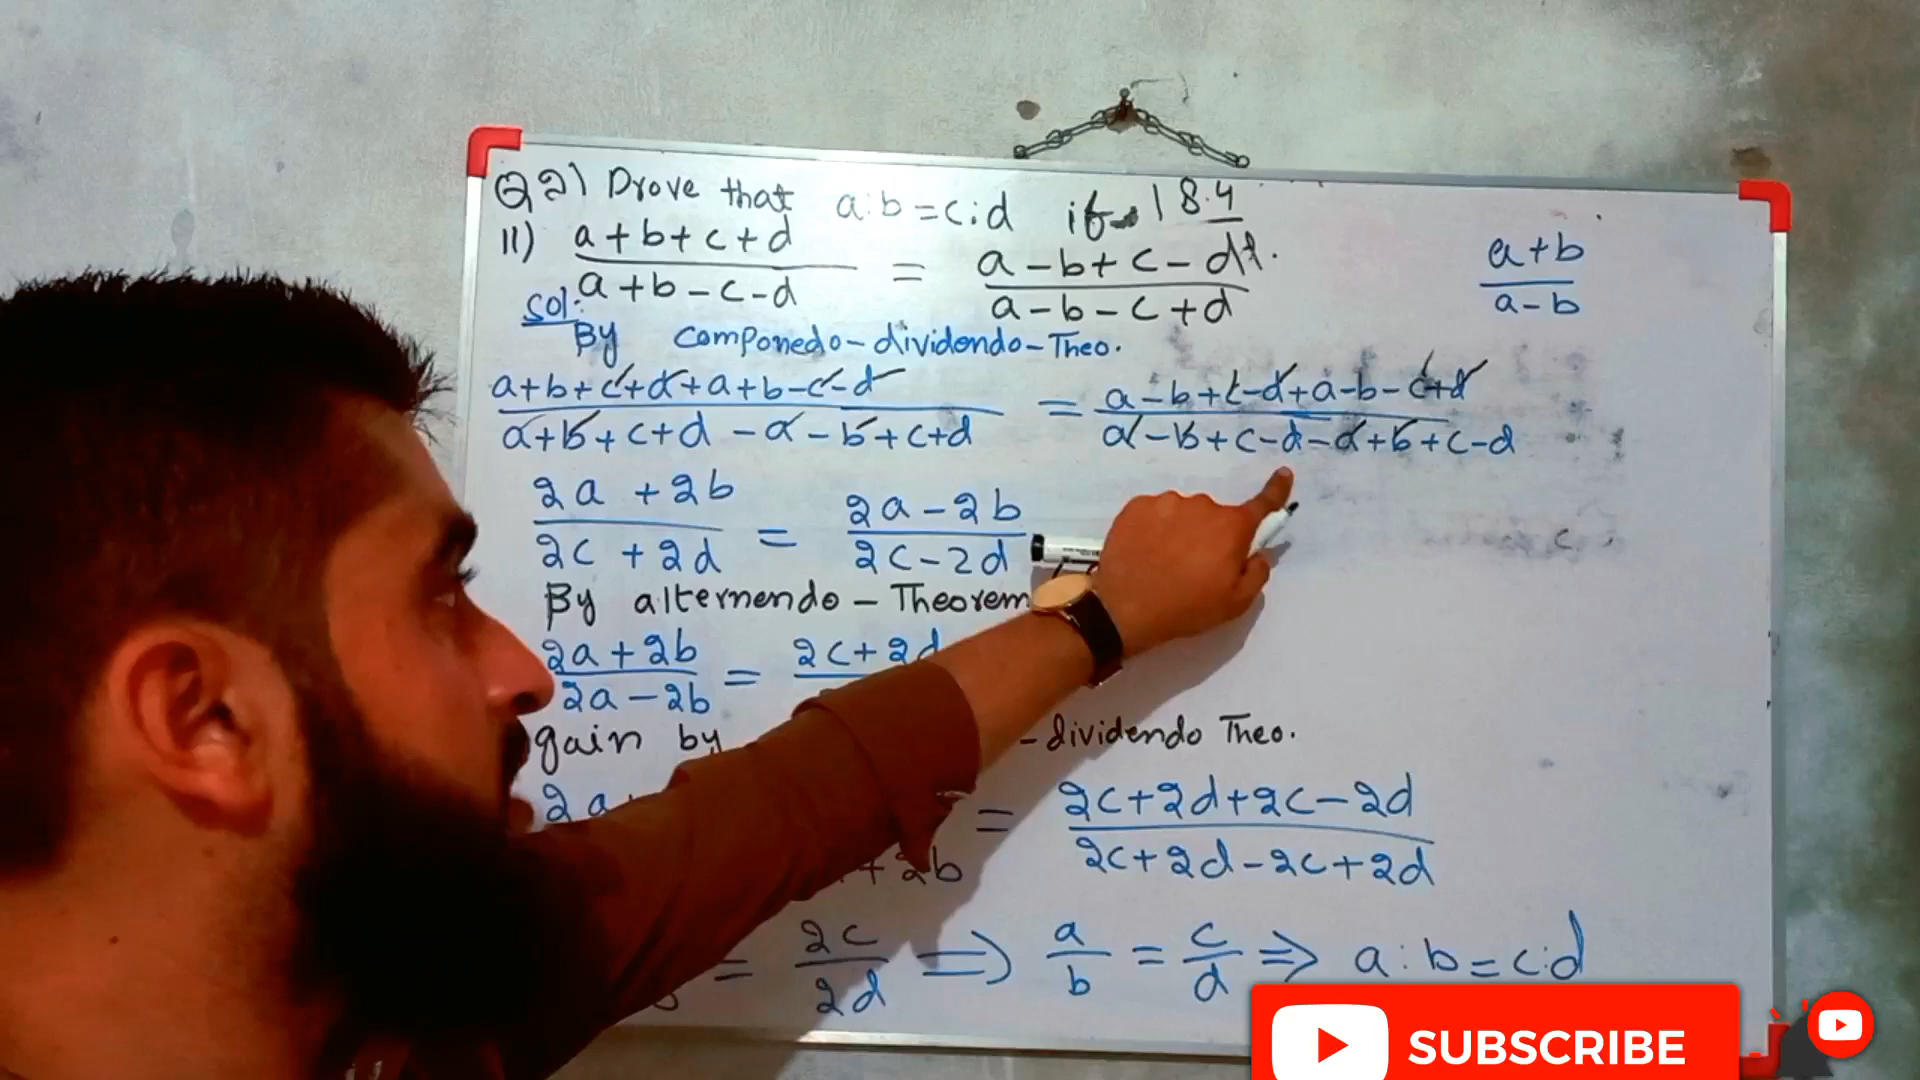 Q 2) Prove that a:b=c:d if 18.4
11) a+b+c+d / a+b-c-d = a-b+c-d / a-b-c+d
a+b / a-b
Sol:
By Componedo-dividendo-Theo.
a+b+c+d+a+b-c-d / a+b+c+d-a-b+c+d = a-b+c-d+a-b-c+d / a-b+c-d-a+b+c-d
2a+2b / 2c+2d = 2a-2b / 2c-2d
By alternendo-Theorem
2a+2b / 2a-2b = 2c+2d
gain by -dividendo Theo.
2a +2b = 2c+2d+2c-2d / 2c+2d-2c+2d
= 2c / 2d ⇒ a / b = c / d ⇒ a:b=c:d
SUBSCRIBE